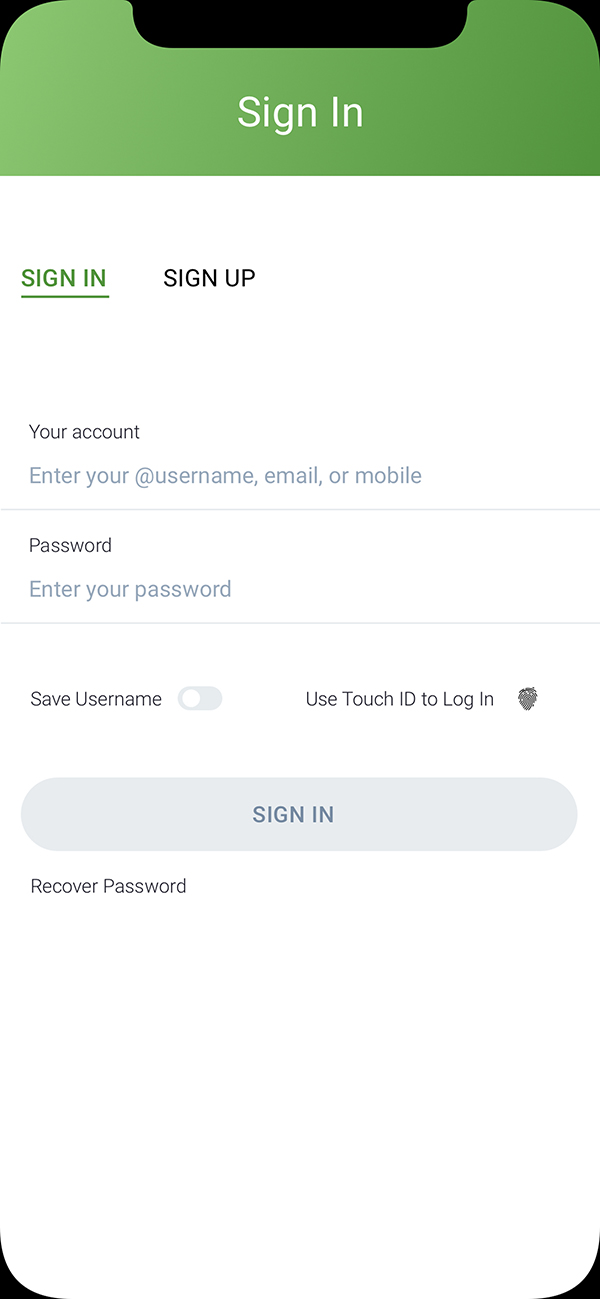 Sign In
SIGN IN SIGN UP
Your account
Enter your @username, email, or mobile
Password
Enter your password
Save Username Use Touch ID to Log In
SIGN IN
Recover Password